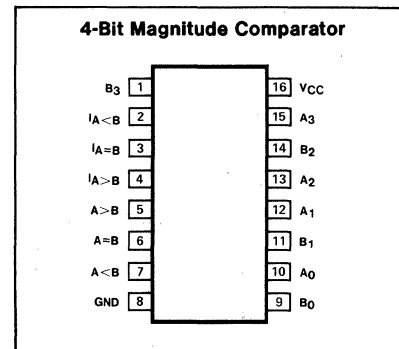 4-Bit Magnitude Comparator
B3 1 16 VCC
IA<B 2 15 A3
IA=B 3 14 B2
IA>B 4 13 A2
A>B 5 12 A1
A=B 6 11 B1
A<B 7 10 A0
GND 8 9 B0